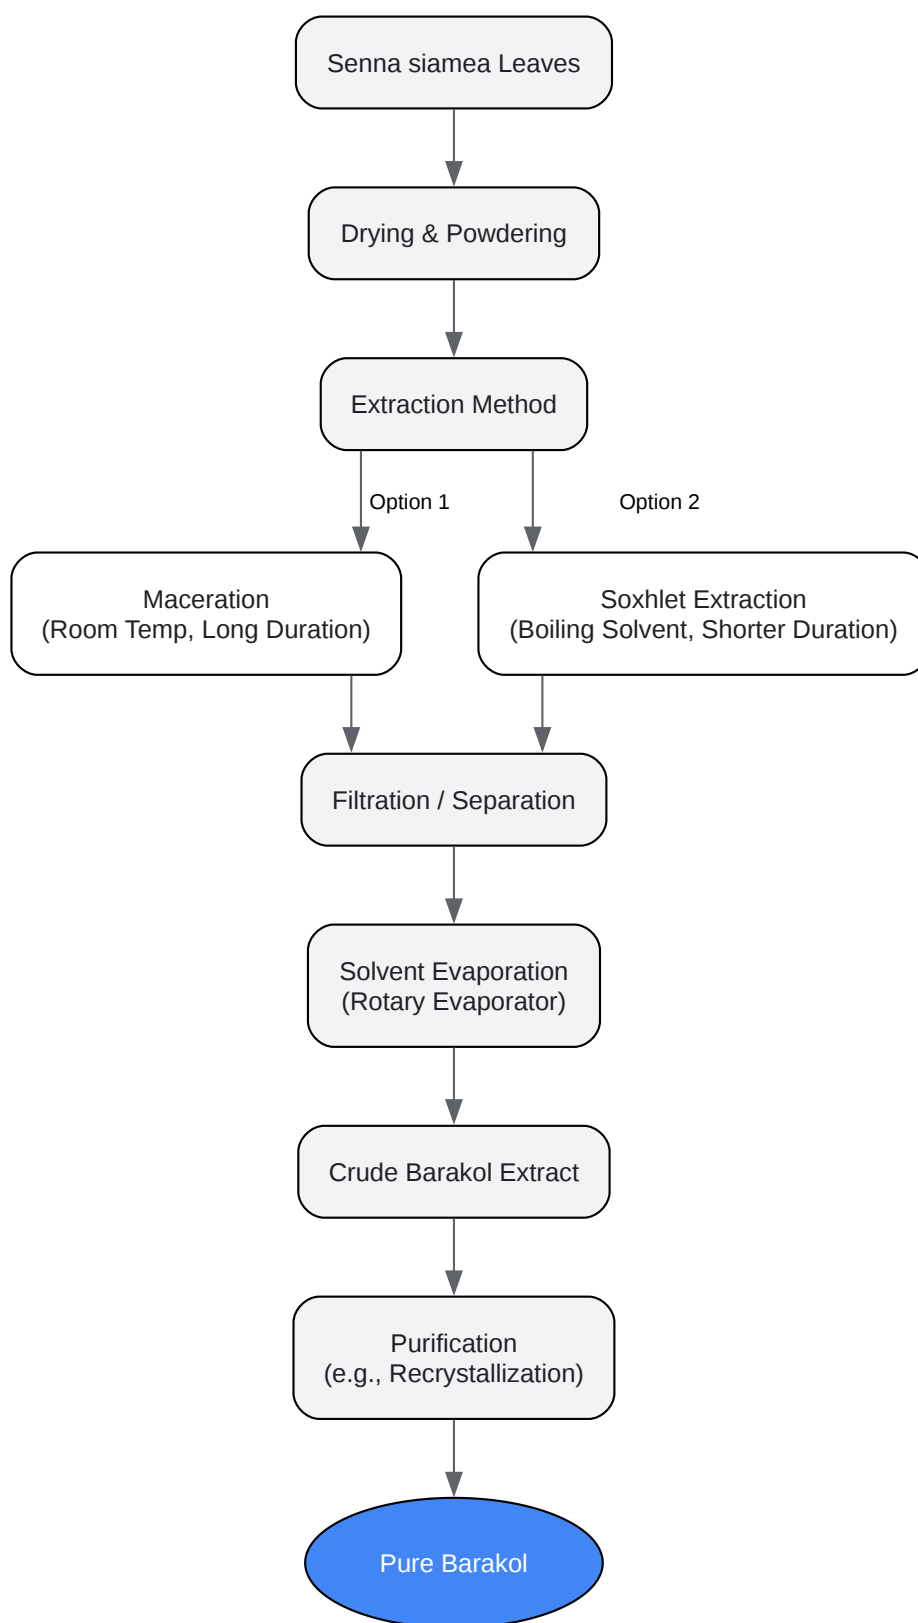 Senna siamea Leaves
Drying & Powdering
Extraction Method
Option 1
Option 2
Maceration
(Room Temp, Long Duration)
Soxhlet Extraction
(Boiling Solvent, Shorter Duration)
Filtration / Separation
Solvent Evaporation
(Rotary Evaporator)
Crude Barakol Extract
Purification
(e.g., Recrystallization)
Pure Barakol